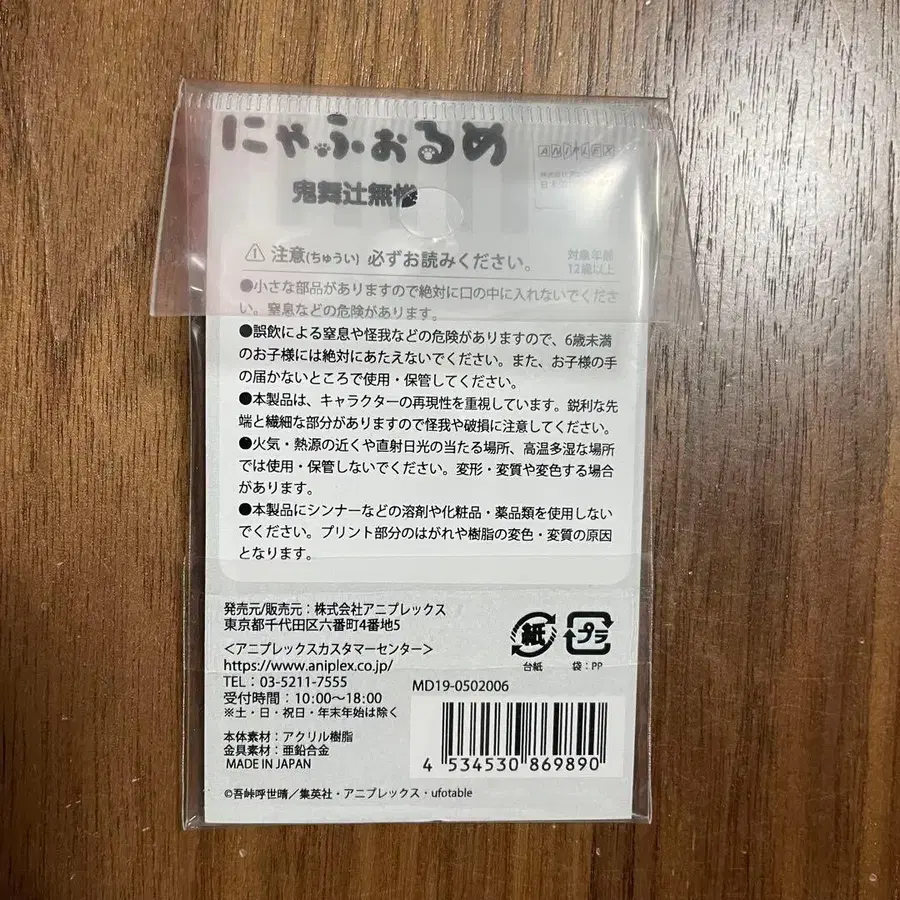 にゃふぉるめ
ANIPLEX
鬼舞辻無惨
⚠ 注意(ちゅうい) 必ずお読みください。
対象年齢
12歳以上
●小さな部品がありますので絶対に口の中に入れないでくださ
い。窒息などの危険があります。
●誤飲による窒息や怪我などの危険がありますので、6歳未満
のお子様には絶対にあたえないでください。また、お子様の手
の届かないところで使用・保管してください。
●本製品は、キャラクターの再現性を重視しています。鋭利な先
端と繊細な部分がありますので怪我や破損に注意してください。
●火気・熱源の近くや直射日光の当たる場所、高温多湿な場所
では使用・保管しないでください。変形・変質や変色する場合
があります。
●本製品にシンナーなどの溶剤や化粧品・薬品類を使用しない
でください。プリント部分のはがれや樹脂の変色・変質の原因
となります。
発売元/販売元:株式会社アニプレックス
東京都千代田区六番町4番地5
<アニプレックスカスタマーセンター>
https://www.aniplex.co.jp/
TEL:03-5211-7555
受付時間:10:00〜18:00
※土・日・祝日・年末年始は除く
紙
台紙
プラ
袋:PP
MD19-0502006
4 534530 869890
本体素材:アクリル樹脂
金具素材:亜鉛合金
MADE IN JAPAN
©吾峠呼世晴/集英社・アニプレックス・ufotable